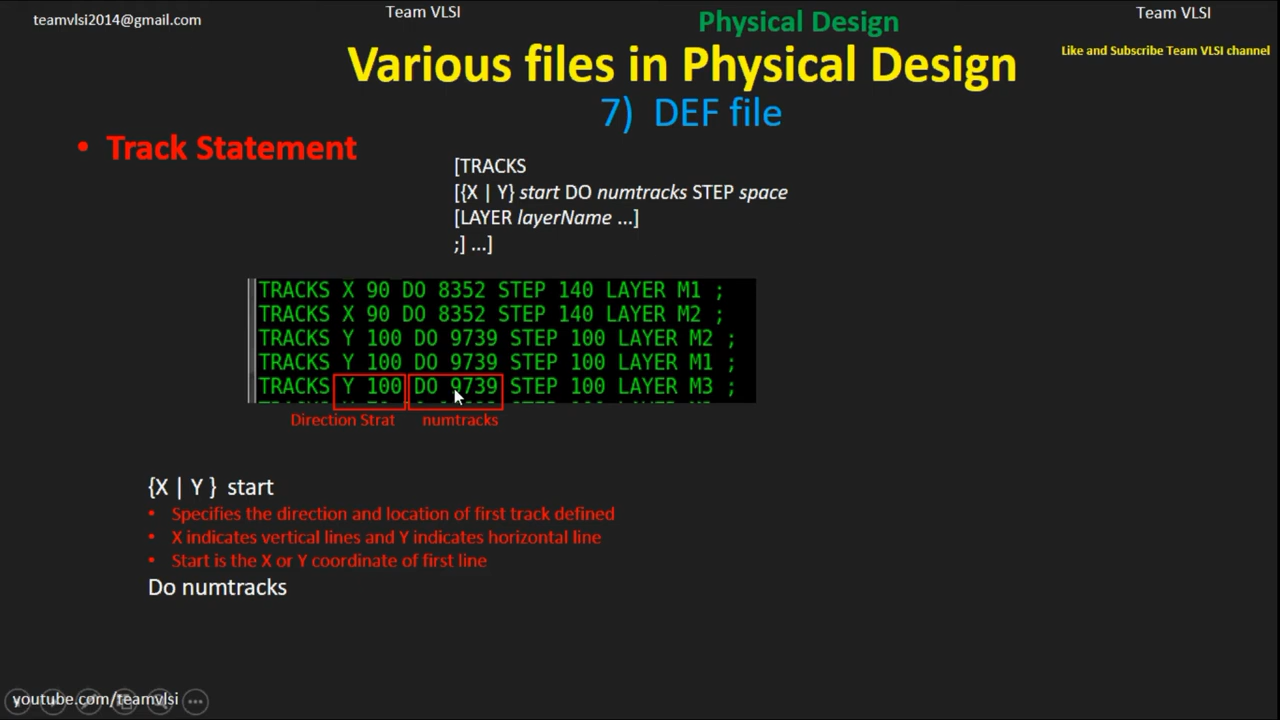 teamvlsi2014@gmail.com
Team VLSI
Physical Design
Team VLSI
Various files in Physical Design
Like and Subscribe Team VLSI channel
7) DEF file
• Track Statement
[TRACKS
[{X | Y} start DO numtracks STEP space
[LAYER layerName ...]
;] ...]
TRACKS X 90 DO 8352 STEP 140 LAYER M1 ;
TRACKS X 90 DO 8352 STEP 140 LAYER M2 ;
TRACKS Y 100 DO 9739 STEP 100 LAYER M2 ;
TRACKS Y 100 DO 9739 STEP 100 LAYER M1 ;
TRACKS Y 100 DO 9739 STEP 100 LAYER M3 ;
Direction Strat numtracks
{X | Y } start
• Specifies the direction and location of first track defined
• X indicates vertical lines and Y indicates horizontal line
• Start is the X or Y coordinate of first line
Do numtracks
youtube.com/teamvlsi